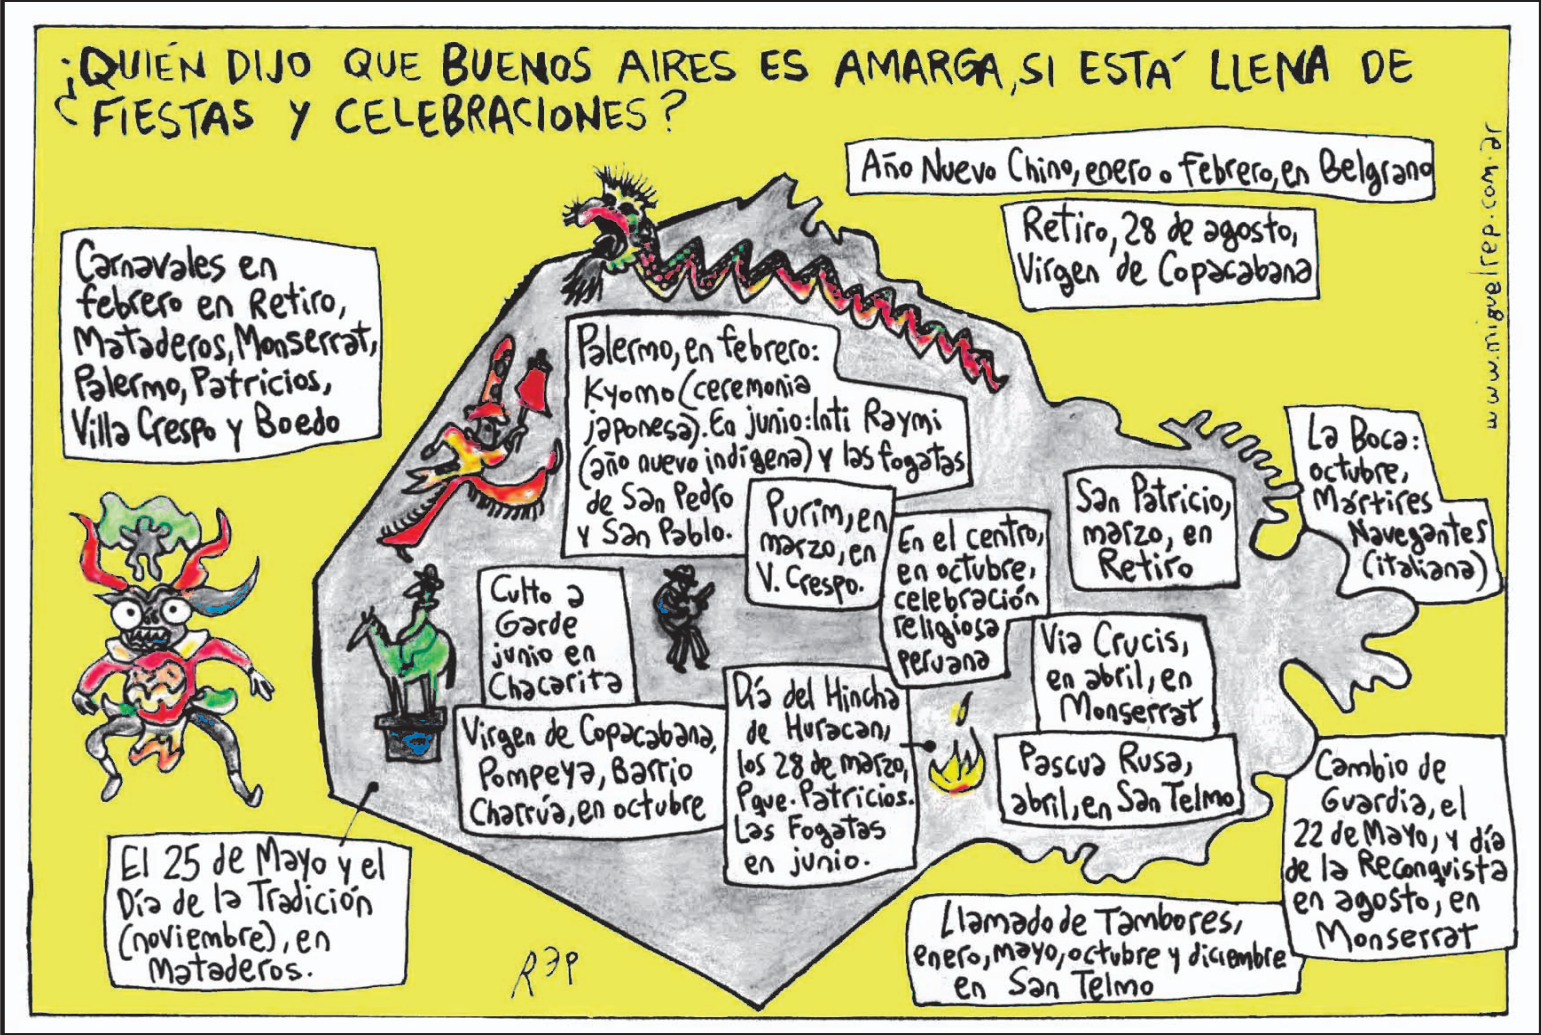 ¿¡QUIÉN DIJO QUE BUENOS AIRES ES AMARGA, SI ESTÁ LLENA DE
FIESTAS Y CELEBRACIONES?
Año Nuevo Chino, enero o febrero, en Belgrano
Retiro, 28 de agosto,
Virgen de Copacabana
www.miguelrep.com.ar
Carnavales en
febrero en Retiro,
Mataderos, Monserrat,
Palermo, Patricios,
Villa Crespo y Boedo
Palermo, en febrero:
Kyomo (ceremonia
japonesa). En junio: Inti Raymi
(año nuevo indígena) y las fogatas
de San Pedro
y San Pablo.
Purim, en
marzo, en
V. Crespo.
En el centro,
en octubre,
celebración
religiosa
peruana
San Patricio,
marzo, en
Retiro
La Boca:
octubre,
Mártires
Navegantes
(italiana)
Culto a
Garde
junio en
Chacarita
Via Crucis,
en abril, en
Monserrat
Virgen de Copacabana,
Pompeya, Barrio
Charrúa, en octubre
Día del Hincha
de Huracan,
los 28 de marzo,
Pque. Patricios.
Las Fogatas
en junio.
Pascua Rusa,
abril, en San Telmo
Cambio de
Guardia, el
22 de Mayo, y día
de la Reconquista
en agosto, en
Monserrat
El 25 de Mayo y el
Día de la Tradición
(noviembre), en
Mataderos.
Llamado de Tambores,
enero, mayo, octubre y diciembre
en San Telmo
REP